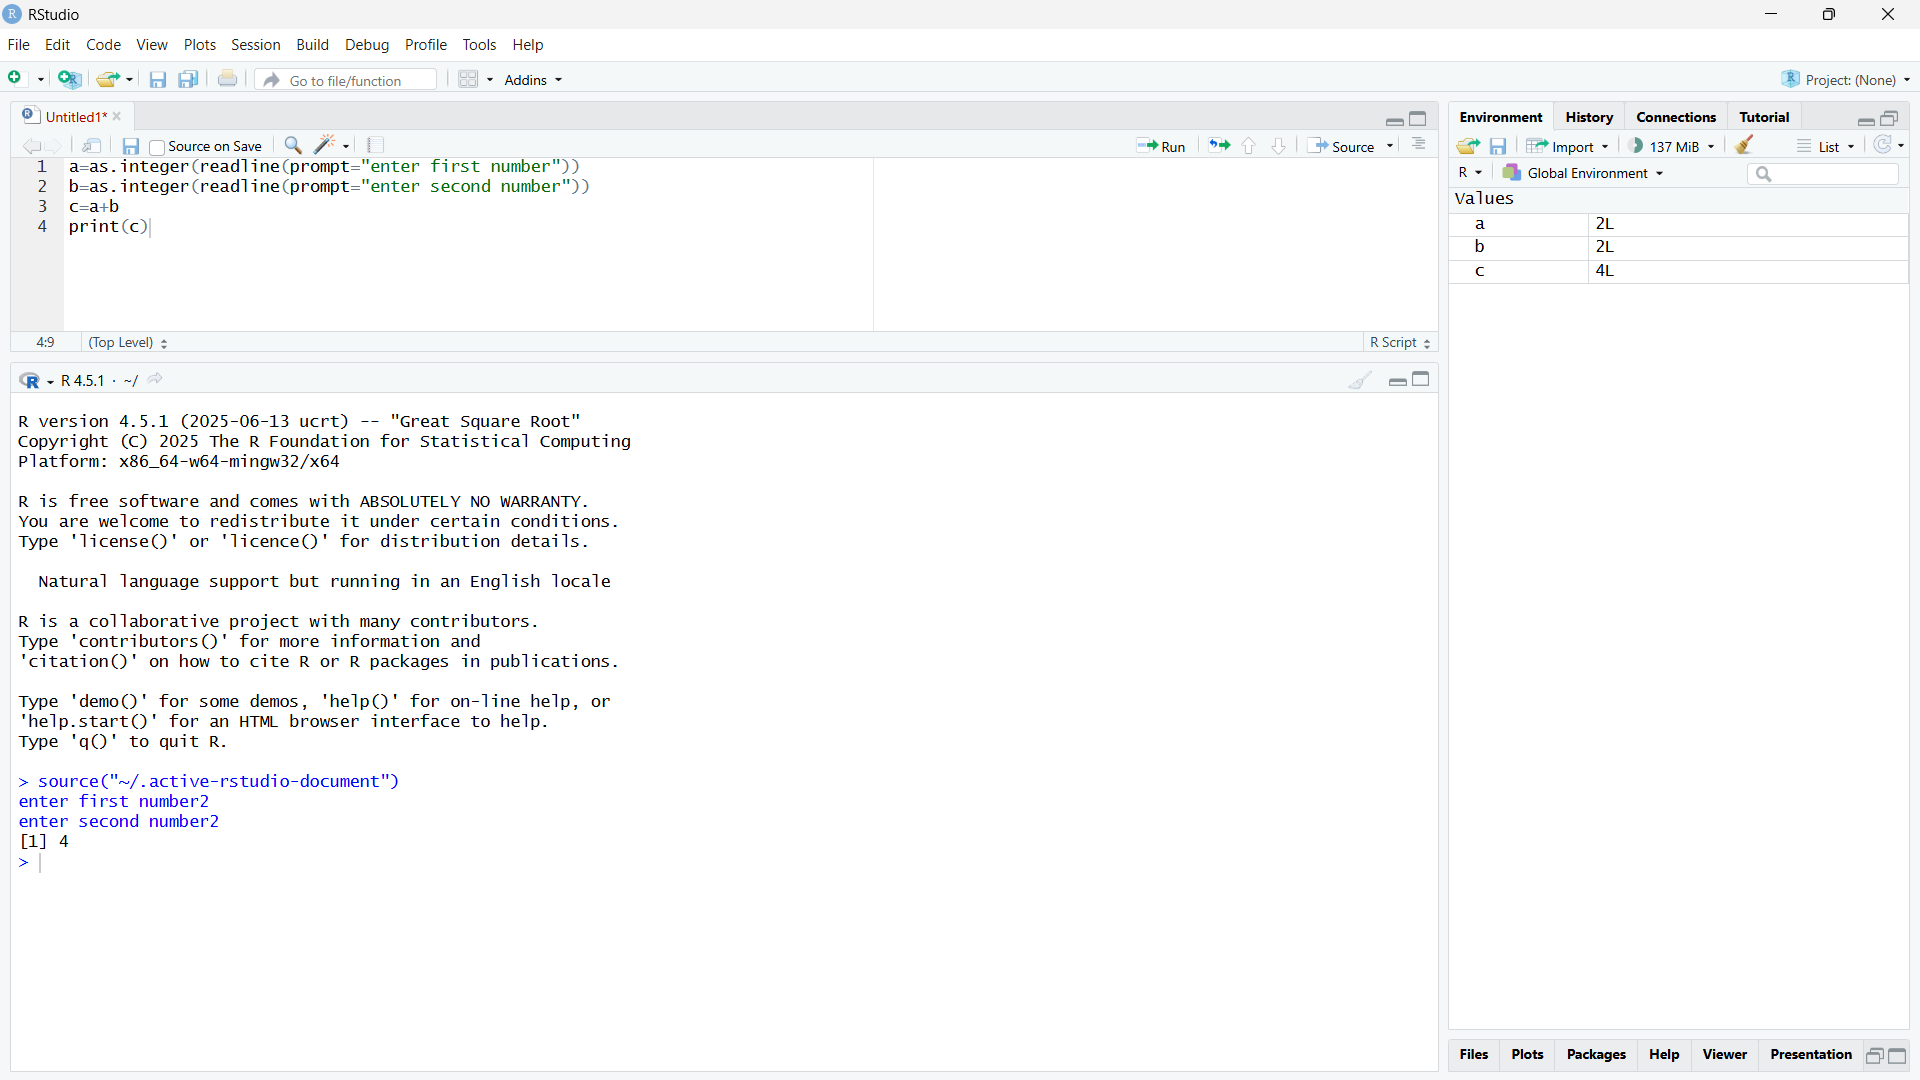 RStudio
File Edit Code View Plots Session Build Debug Profile Tools Help
Go to file/function Addins Project: (None)
Untitled1*
Source on Save Run Source
1 a=as.integer(readline(prompt="enter first number"))
2 b=as.integer(readline(prompt="enter second number"))
3 c=a+b
4 print(c)
4:9 (Top Level) R Script
R 4.5.1 · ~/
R version 4.5.1 (2025-06-13 ucrt) -- "Great Square Root"
Copyright (C) 2025 The R Foundation for Statistical Computing
Platform: x86_64-w64-mingw32/x64
R is free software and comes with ABSOLUTELY NO WARRANTY.
You are welcome to redistribute it under certain conditions.
Type 'license()' or 'licence()' for distribution details.
Natural language support but running in an English locale
R is a collaborative project with many contributors.
Type 'contributors()' for more information and
'citation()' on how to cite R or R packages in publications.
Type 'demo()' for some demos, 'help()' for on-line help, or
'help.start()' for an HTML browser interface to help.
Type 'q()' to quit R.
> source("~/.active-rstudio-document")
enter first number2
enter second number2
[1] 4
>
Environment History Connections Tutorial
Import 137 MiB List
R Global Environment
Values
a 2L
b 2L
c 4L
Files Plots Packages Help Viewer Presentation